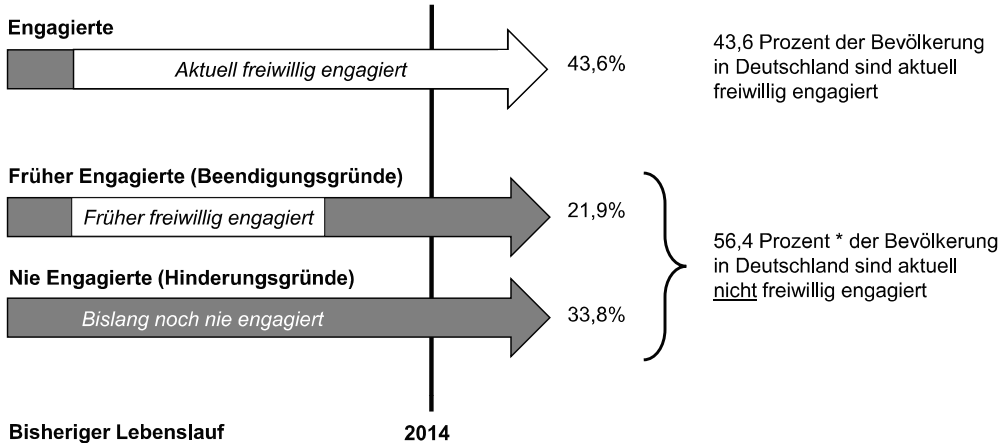 Engagierte
Aktuell freiwillig engagiert
43,6%
43,6 Prozent der Bevölkerung
in Deutschland sind aktuell
freiwillig engagiert
Früher Engagierte (Beendigungsgründe)
Früher freiwillig engagiert
21,9%
Nie Engagierte (Hinderungsgründe)
Bislang noch nie engagiert
33,8%
56,4 Prozent * der Bevölkerung
in Deutschland sind aktuell
nicht freiwillig engagiert
Bisheriger Lebenslauf
2014